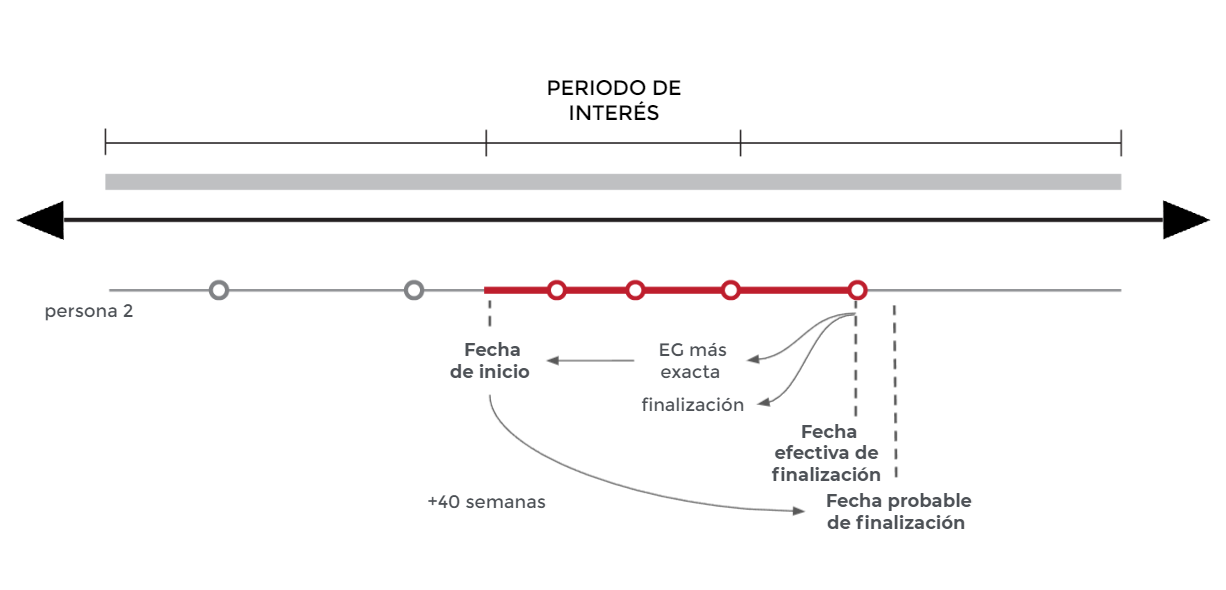 PERIODO DE
INTERÉS
persona 2
Fecha
de inicio
EG más
exacta
finalización
Fecha
efectiva de
finalización
+40 semanas
Fecha probable
de finalización